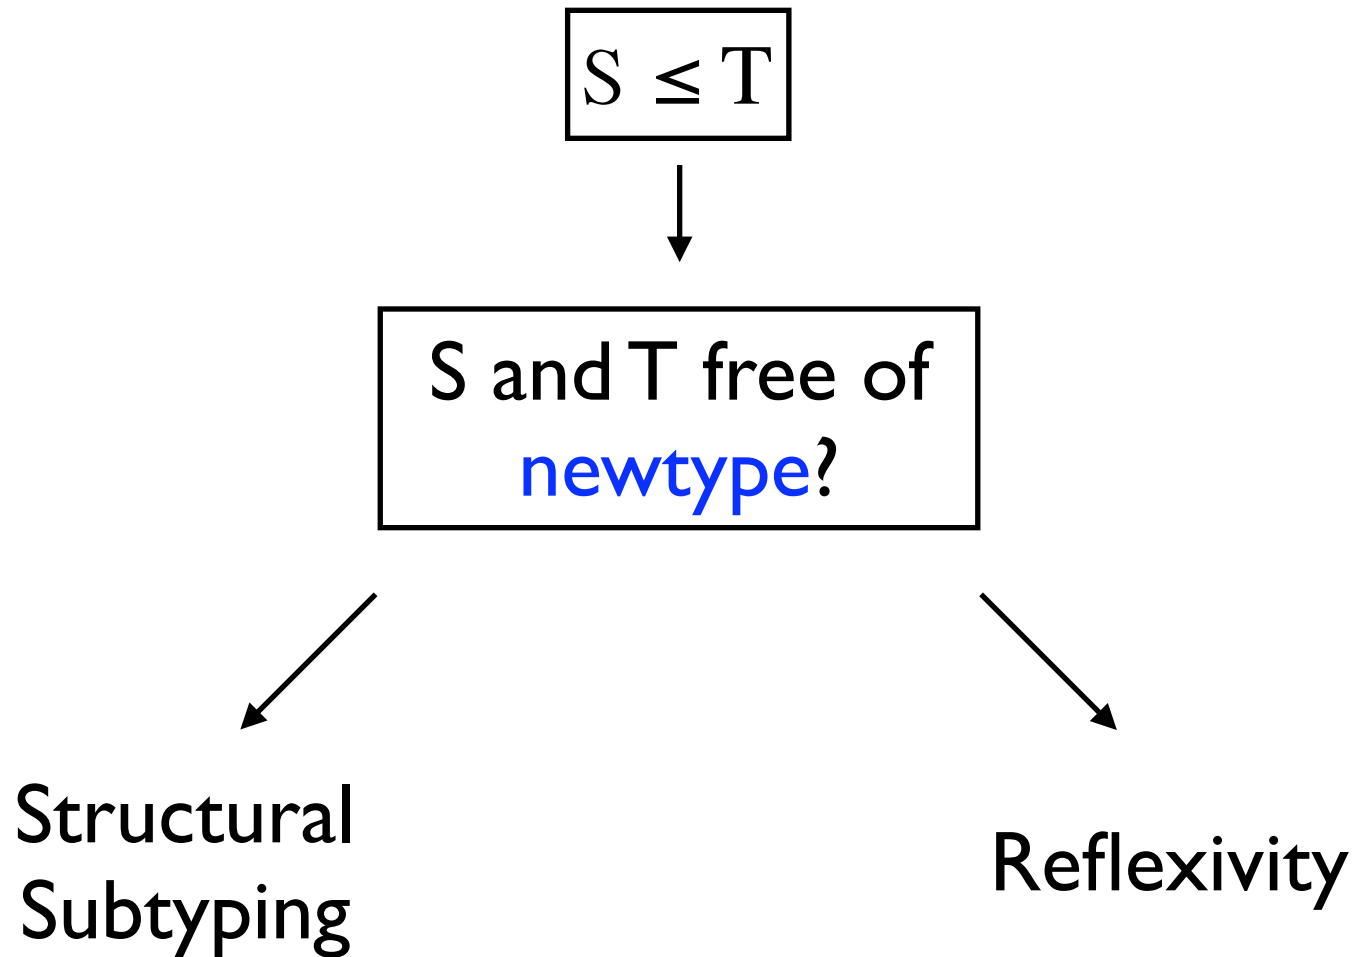 S ≤ T
S and T free of
newtype?
Structural
Subtyping
Reflexivity